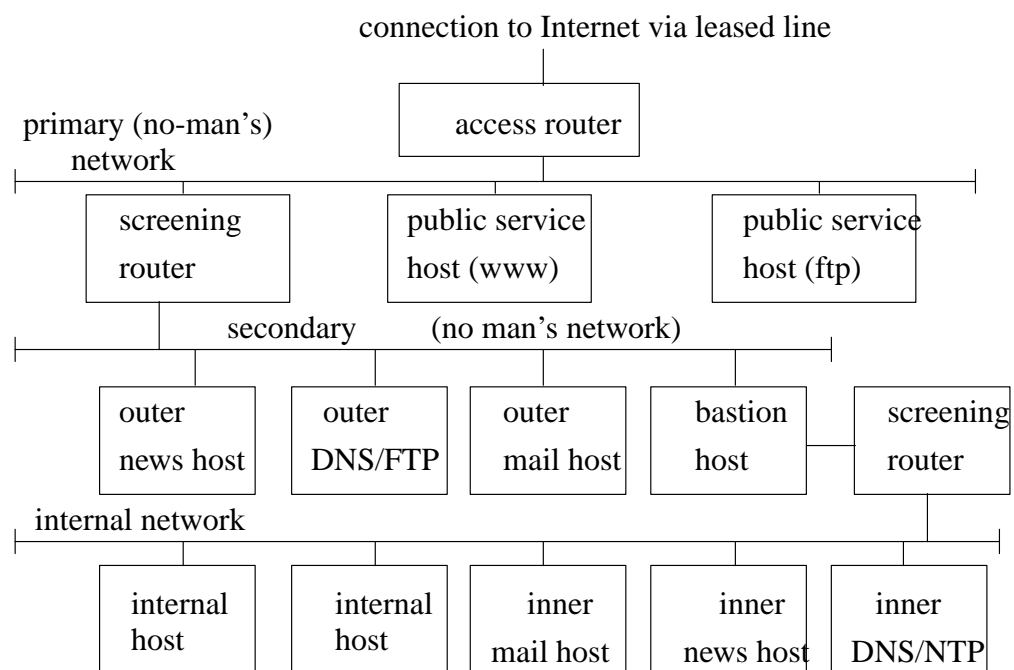 connection to Internet via leased line
access router
primary (no-man's)
network
screening
router
public service
host (www)
public service
host (ftp)
secondary (no man's network)
outer
news host
outer
DNS/FTP
outer
mail host
bastion
host
screening
router
internal network
internal
host
internal
host
inner
mail host
inner
news host
inner
DNS/NTP